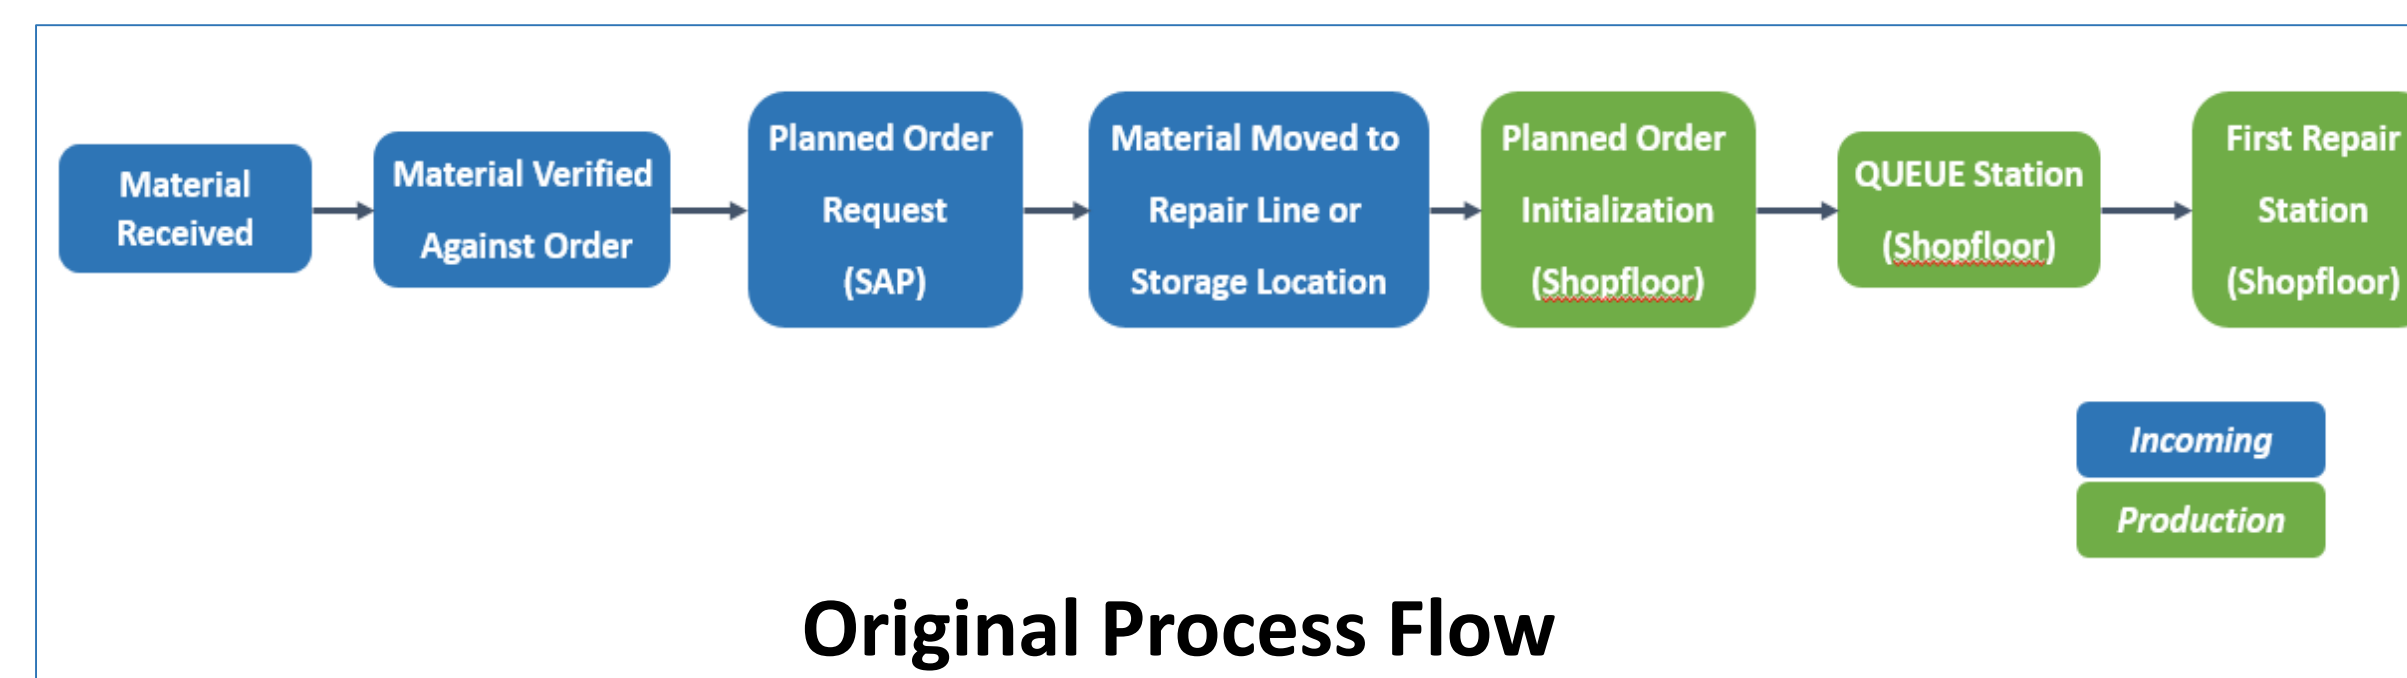 Material
Received
Material Verified
Against Order
Planned Order
Request
(SAP)
Material Moved to
Repair Line or
Storage Location
Planned Order
Initialization
(Shopfloor)
QUEUE Station
(Shopfloor)
First Repair
Station
(Shopfloor)
Incoming
Production
Original Process Flow